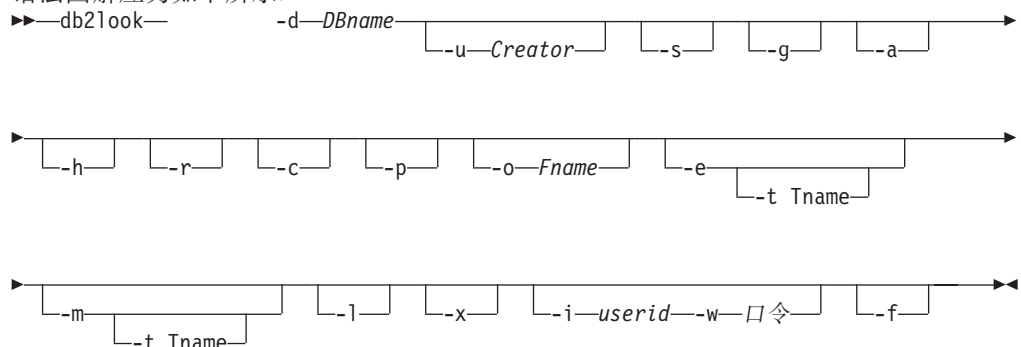 db2look -d DBname -u Creator -s -g -a
-h -r -c -p -o Fname -e -t Tname
-m -t Tname -l -x -i userid -w 口令 -f